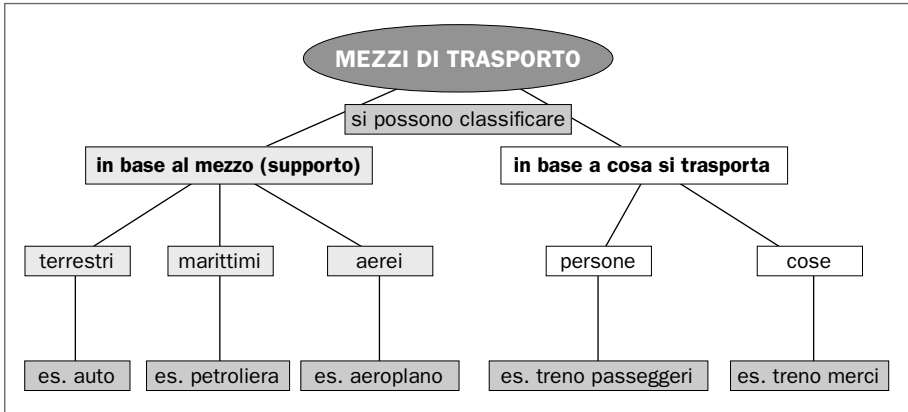 MEZZI DI TRASPORTO
si possono classificare
in base al mezzo (supporto)
in base a cosa si trasporta
terrestri
marittimi
aerei
persone
cose
es. auto
es. petroliera
es. aeroplano
es. treno passeggeri
es. treno merci